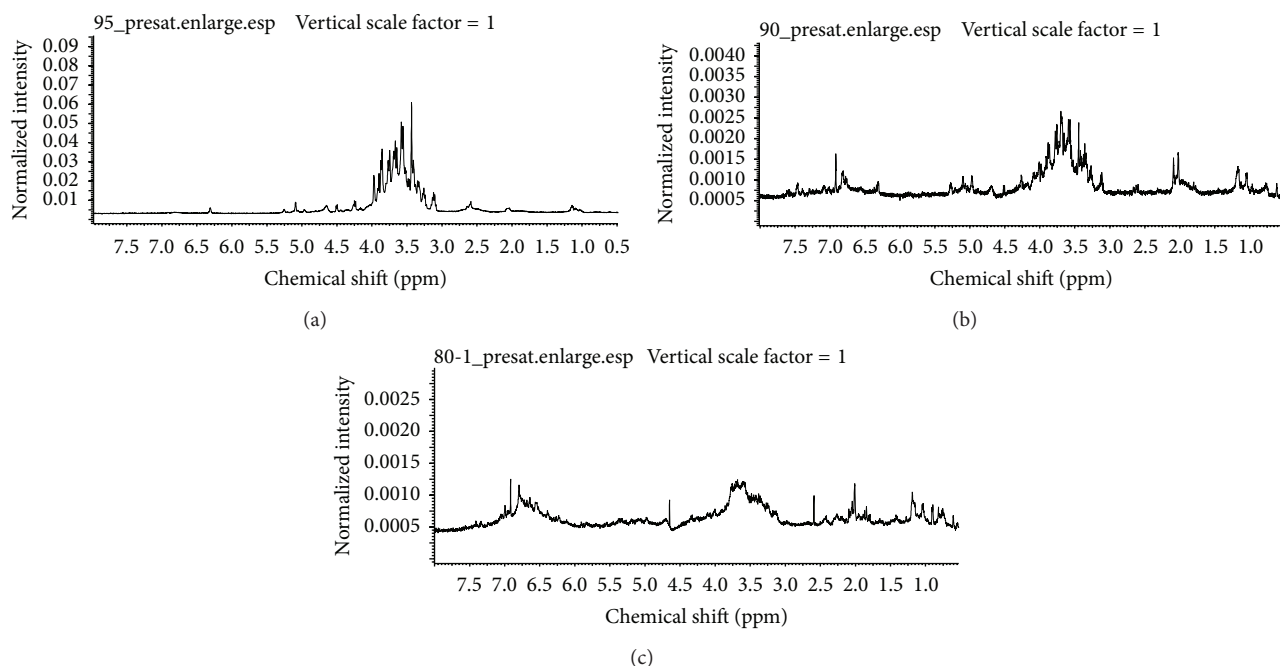 95_presat.enlarge.esp Vertical scale factor = 1
Normalized intensity
0.09
0.08
0.07
0.06
0.05
0.04
0.03
0.02
0.01
7.5 7.0 6.5 6.0 5.5 5.0 4.5 4.0 3.5 3.0 2.5 2.0 1.5 1.0 0.5
Chemical shift (ppm)
(a)
90_presat.enlarge.esp Vertical scale factor = 1
Normalized intensity
0.0040
0.0035
0.0030
0.0025
0.0020
0.0015
0.0010
0.0005
7.5 7.0 6.5 6.0 5.5 5.0 4.5 4.0 3.5 3.0 2.5 2.0 1.5 1.0
Chemical shift (ppm)
(b)
80-1_presat.enlarge.esp Vertical scale factor = 1
Normalized intensity
0.0025
0.0020
0.0015
0.0010
0.0005
7.5 7.0 6.5 6.0 5.5 5.0 4.5 4.0 3.5 3.0 2.5 2.0 1.5 1.0
Chemical shift (ppm)
(c)